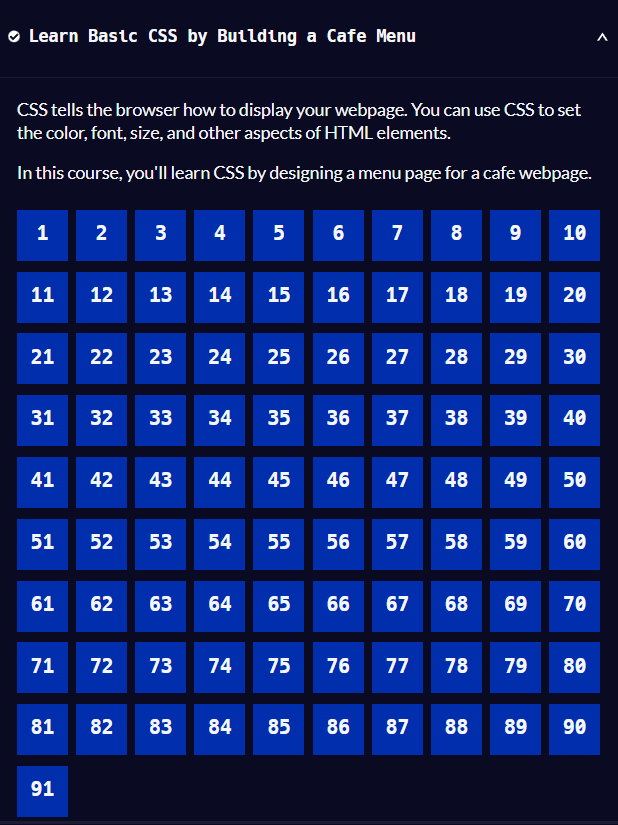 Learn Basic CSS by Building a Cafe Menu
CSS tells the browser how to display your webpage. You can use CSS to set
the color, font, size, and other aspects of HTML elements.
In this course, you'll learn CSS by designing a menu page for a cafe webpage.
1 2 3 4 5 6 7 8 9 10
11 12 13 14 15 16 17 18 19 20
21 22 23 24 25 26 27 28 29 30
31 32 33 34 35 36 37 38 39 40
41 42 43 44 45 46 47 48 49 50
51 52 53 54 55 56 57 58 59 60
61 62 63 64 65 66 67 68 69 70
71 72 73 74 75 76 77 78 79 80
81 82 83 84 85 86 87 88 89 90
91